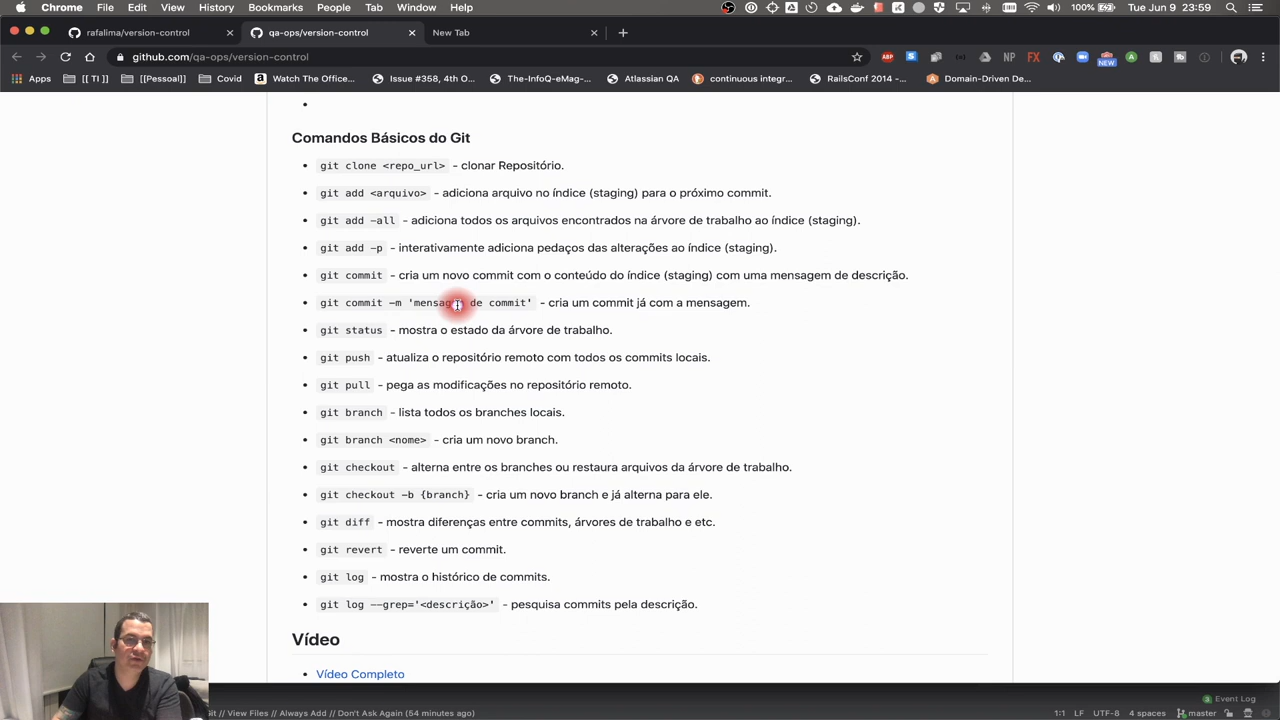 Chrome File Edit View History Bookmarks People Tab Window Help 100% Tue Jun 9 23:59
rafalima/version-control qa-ops/version-control New Tab
github.com/qa-ops/version-control ABP NP FX NEW
Apps [[ TI ]] [[Pessoal]] Covid Watch The Office... Issue #358, 4th O... The-InfoQ-eMag-... Atlassian QA continuous integr... RailsConf 2014 -... Domain-Driven De...
Comandos Básicos do Git
• git clone <repo_url> - clonar Repositório.
• git add <arquivo> - adiciona arquivo no índice (staging) para o próximo commit.
• git add –all - adiciona todos os arquivos encontrados na árvore de trabalho ao índice (staging).
• git add –p - interativamente adiciona pedaços das alterações ao índice (staging).
• git commit - cria um novo commit com o conteúdo do índice (staging) com uma mensagem de descrição.
• git commit –m 'mensagem de commit' - cria um commit já com a mensagem.
• git status - mostra o estado da árvore de trabalho.
• git push - atualiza o repositório remoto com todos os commits locais.
• git pull - pega as modificações no repositório remoto.
• git branch - lista todos os branches locais.
• git branch <nome> - cria um novo branch.
• git checkout - alterna entre os branches ou restaura arquivos da árvore de trabalho.
• git checkout –b {branch} - cria um novo branch e já alterna para ele.
• git diff - mostra diferenças entre commits, árvores de trabalho e etc.
• git revert - reverte um commit.
• git log - mostra o histórico de commits.
• git log --grep='<descrição>' - pesquisa commits pela descrição.
Vídeo
• Vídeo Completo
3 Event Log
Git // View Files // Always Add // Don't Ask Again (54 minutes ago) 1:1 LF UTF-8 4 spaces master